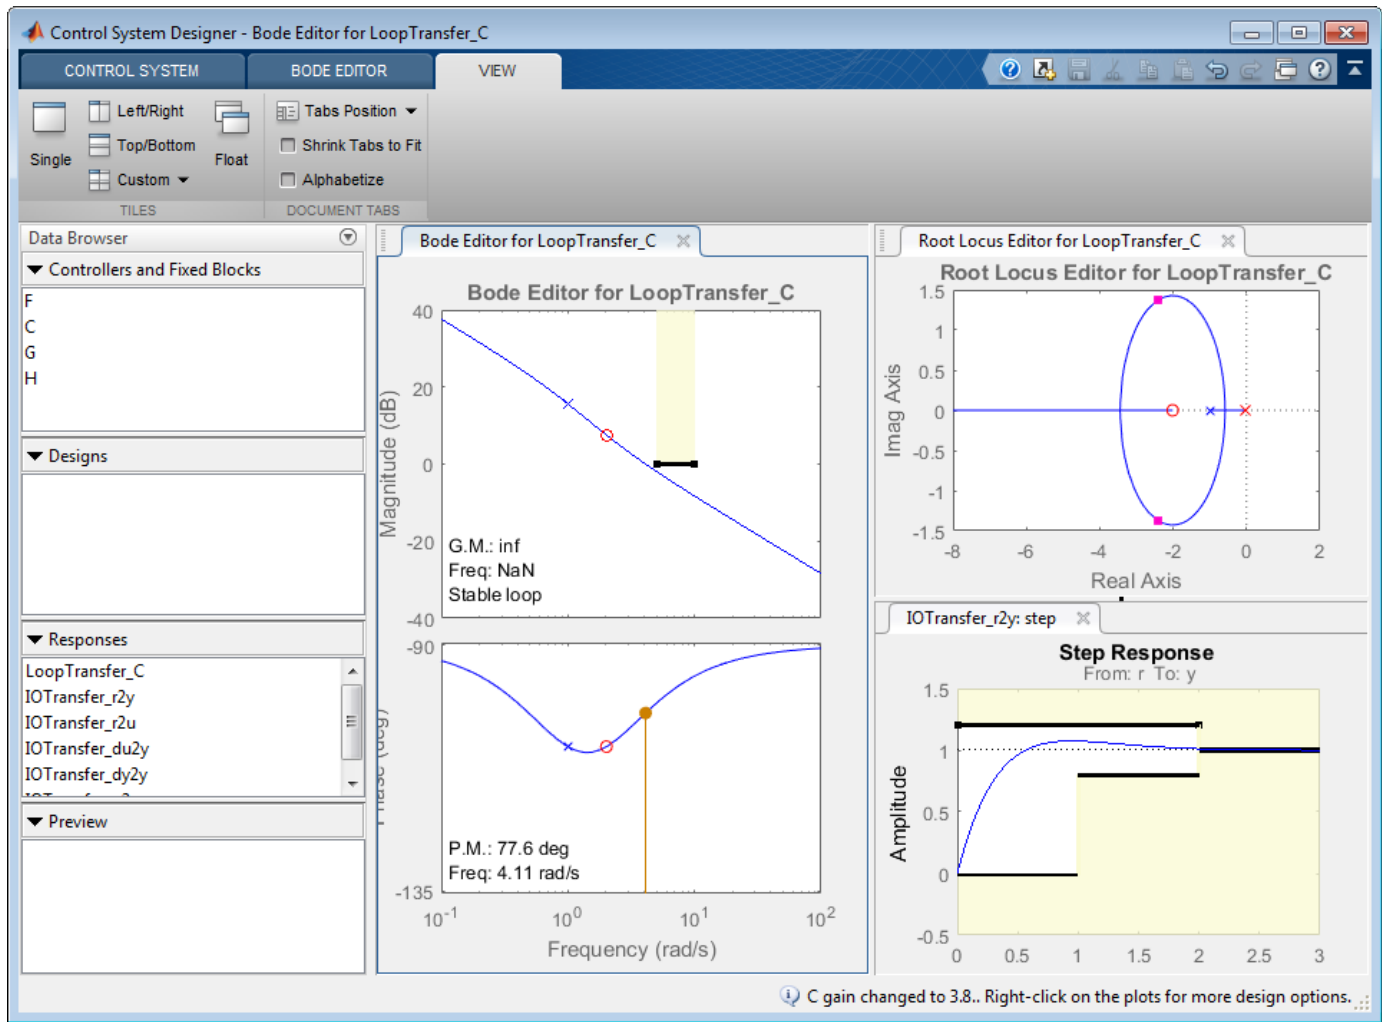 Control System Designer - Bode Editor for LoopTransfer_C
CONTROL SYSTEM
BODE EDITOR
VIEW
Single
Left/Right
Top/Bottom
Custom
Float
TILES
Tabs Position
Shrink Tabs to Fit
Alphabetize
DOCUMENT TABS
Data Browser
Controllers and Fixed Blocks
F
C
G
H
Designs
Responses
LoopTransfer_C
IOTransfer_r2y
IOTransfer_r2u
IOTransfer_du2y
IOTransfer_dy2y
Preview
Bode Editor for LoopTransfer_C
Bode Editor for LoopTransfer_C
Magnitude (dB)
40
20
0
-20
-40
G.M.: inf
Freq: NaN
Stable loop
Phase (deg)
-90
-135
P.M.: 77.6 deg
Freq: 4.11 rad/s
10^-1
10^0
10^1
10^2
Frequency (rad/s)
Root Locus Editor for LoopTransfer_C
Root Locus Editor for LoopTransfer_C
Imag Axis
1.5
1
0.5
0
-0.5
-1
-1.5
-8 -6 -4 -2 0 2
Real Axis
IOTransfer_r2y: step
Step Response
From: r To: y
Amplitude
1.5
1
0.5
0
-0.5
0 0.5 1 1.5 2 2.5 3
C gain changed to 3.8.. Right-click on the plots for more design options.